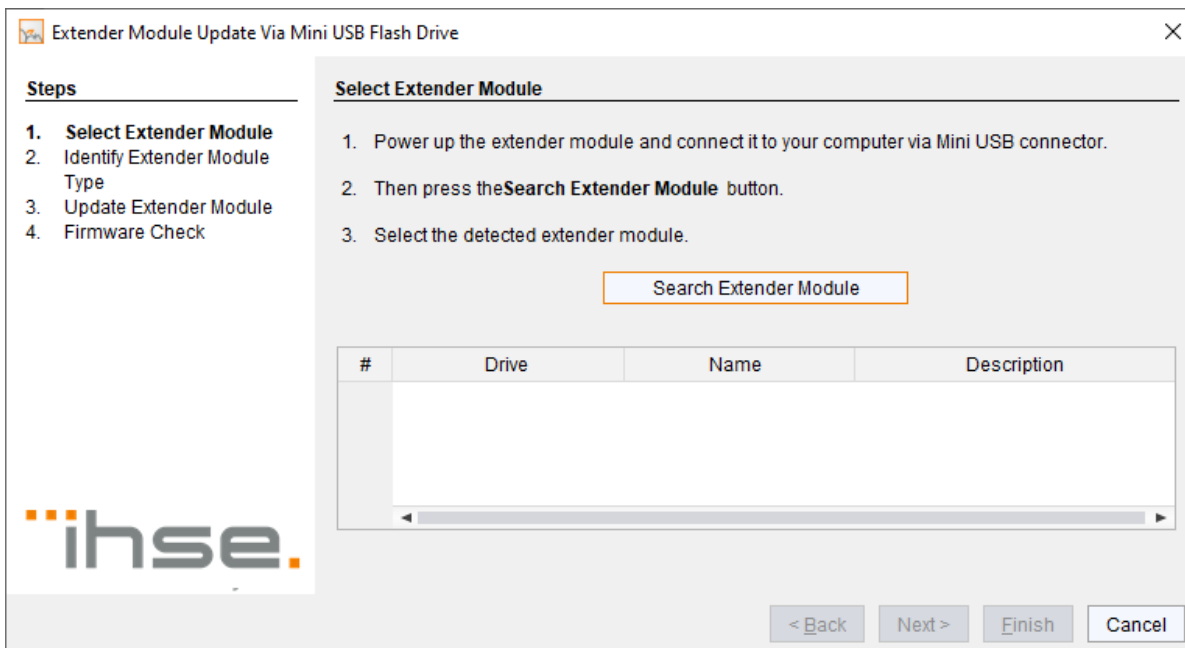 Extender Module Update Via Mini USB Flash Drive
Steps
1. Select Extender Module
2. Identify Extender Module
Type
3. Update Extender Module
4. Firmware Check
Select Extender Module
1. Power up the extender module and connect it to your computer via Mini USB connector.
2. Then press theSearch Extender Module button.
3. Select the detected extender module.
Search Extender Module
# Drive Name Description
ihse.
< Back Next > Finish Cancel